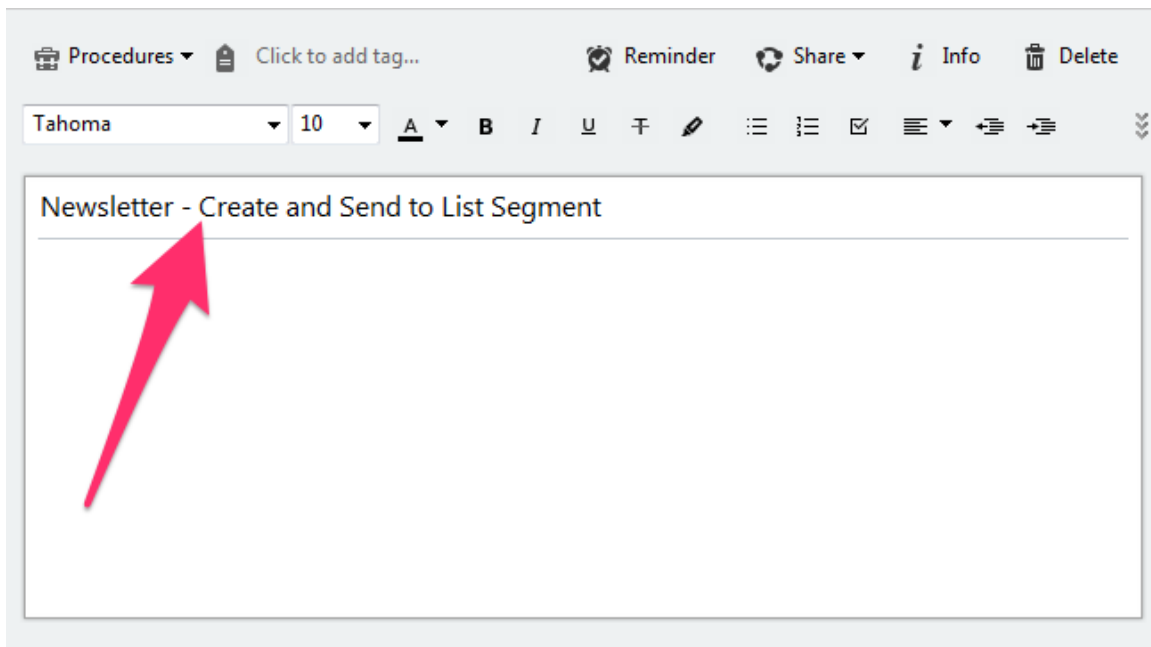 Procedures Click to add tag... Reminder Share i Info Delete
Tahoma 10 A B I U T
Newsletter - Create and Send to List Segment